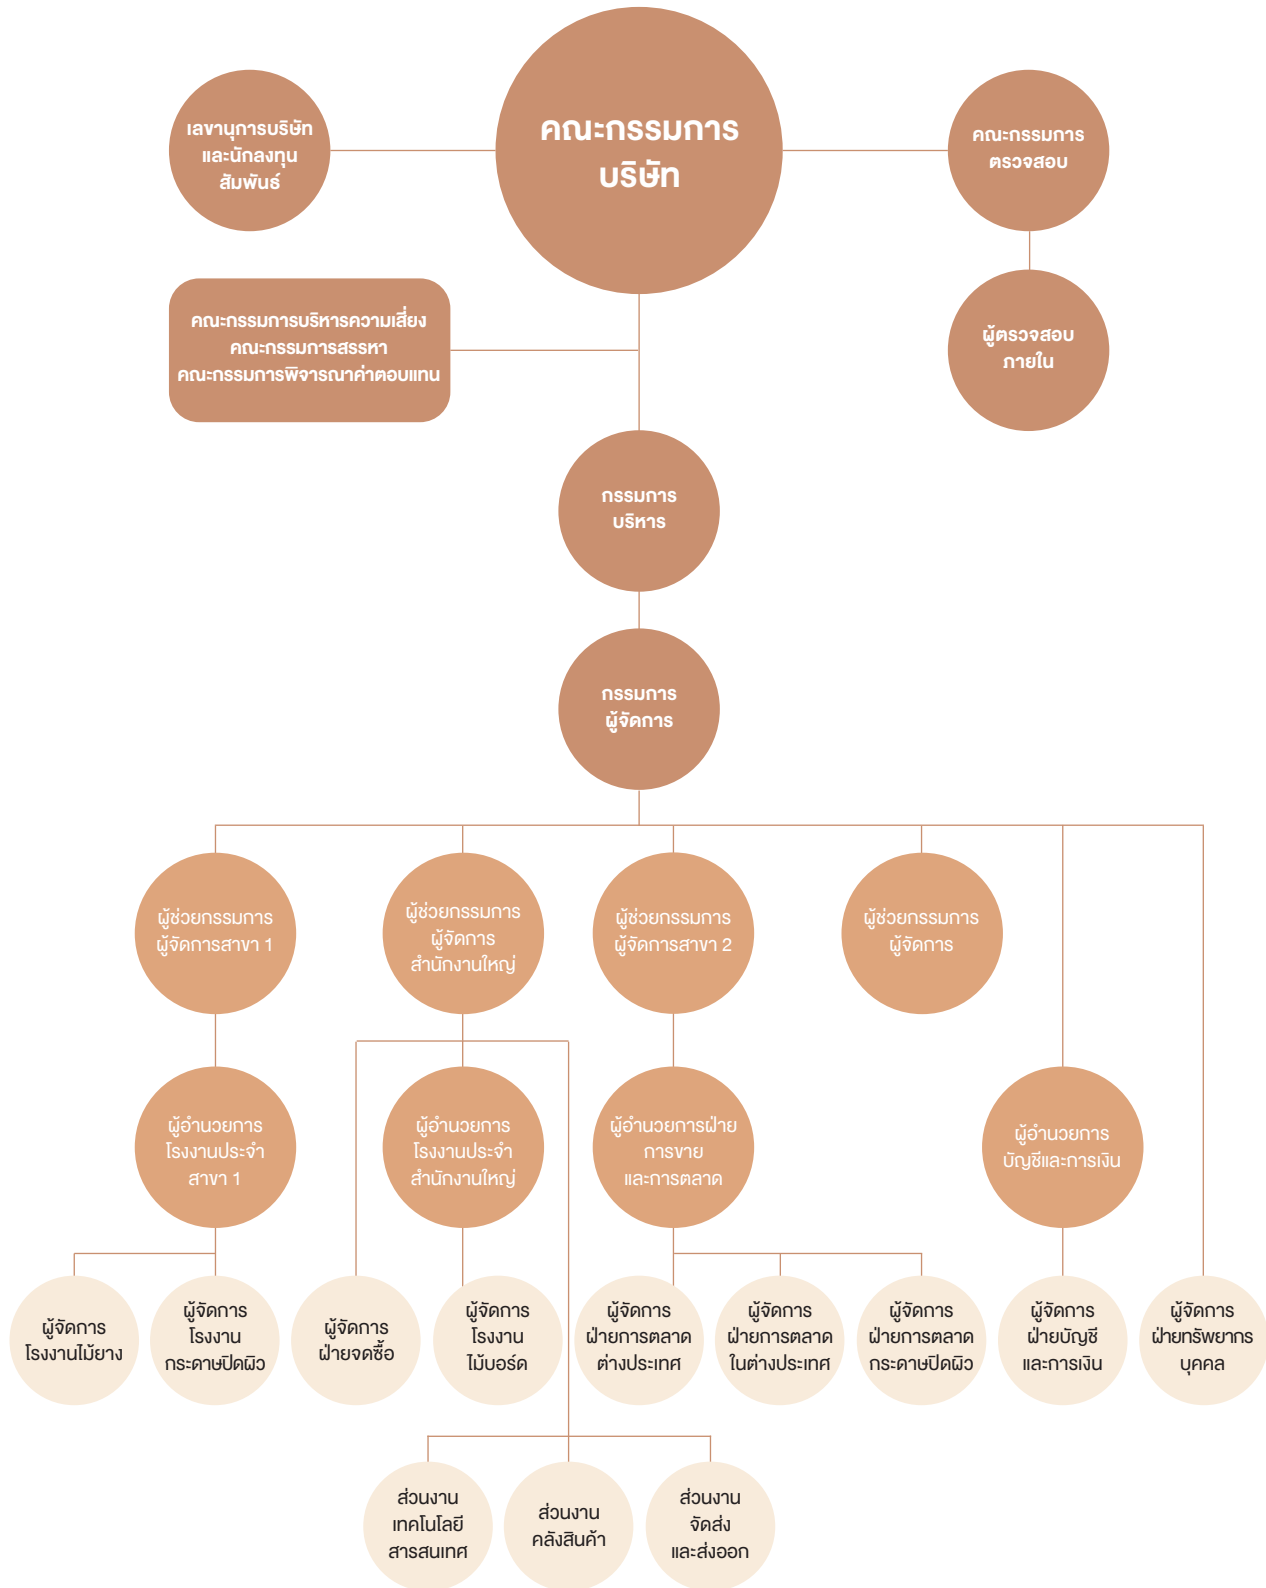 เลขานุการบริษัท
และนักลงทุน
สัมพันธ์
คณะกรรมการ
บริษัท
คณะกรรมการ
ตรวจสอบ
คณะกรรมการบริหารความเสี่ยง
คณะกรรมการสรรหา
คณะกรรมการพิจารณาค่าตอบแทน
ผู้ตรวจสอบ
ภายใน
กรรมการ
บริหาร
กรรมการ
ผู้จัดการ
ผู้ช่วยกรรมการ
ผู้จัดการสาขา 1
ผู้ช่วยกรรมการ
ผู้จัดการ
สำนักงานใหญ่
ผู้ช่วยกรรมการ
ผู้จัดการสาขา 2
ผู้ช่วยกรรมการ
ผู้จัดการ
ผู้อำนวยการ
โรงงานประจำ
สาขา 1
ผู้อำนวยการ
โรงงานประจำ
สำนักงานใหญ่
ผู้อำนวยการฝ่าย
การขาย
และการตลาด
ผู้อำนวยการ
บัญชีและการเงิน
ผู้จัดการ
โรงงานไม้ยาง
ผู้จัดการ
โรงงาน
กระดาษปิดผิว
ผู้จัดการ
ฝ่ายจดซื้อ
ผู้จัดการ
โรงงาน
ไม้บอร์ด
ผู้จัดการ
ฝ่ายการตลาด
ต่างประเทศ
ผู้จัดการ
ฝ่ายการตลาด
ในต่างประเทศ
ผู้จัดการ
ฝ่ายการตลาด
กระดาษปิดผิว
ผู้จัดการ
ฝ่ายบัญชี
และการเงิน
ผู้จัดการ
ฝ่ายทรัพยากร
บุคคล
ส่วนงาน
เทคโนโลยี
สารสนเทศ
ส่วนงาน
คลังสินค้า
ส่วนงาน
จัดส่ง
และส่งออก